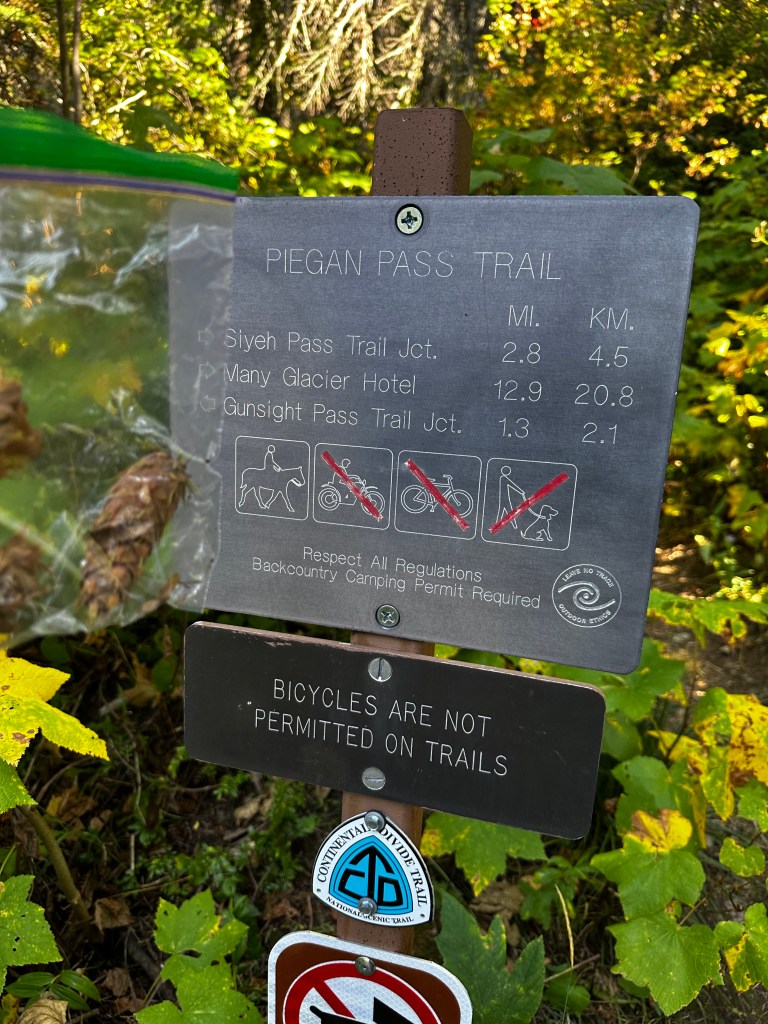 PIEGAN PASS TRAIL
MI. KM.
Siyeh Pass Trail Jct. 2.8 4.5
Many Glacier Hotel 12.9 20.8
Gunsight Pass Trail Jct. 1.3 2.1
Respect All Regulations
Backcountry Camping Permit Required
LEAVE NO TRACE
OUTDOOR ETHICS
BICYCLES ARE NOT
PERMITTED ON TRAILS
CONTINENTAL DIVIDE TRAIL
CDT
NATIONAL SCENIC TRAIL